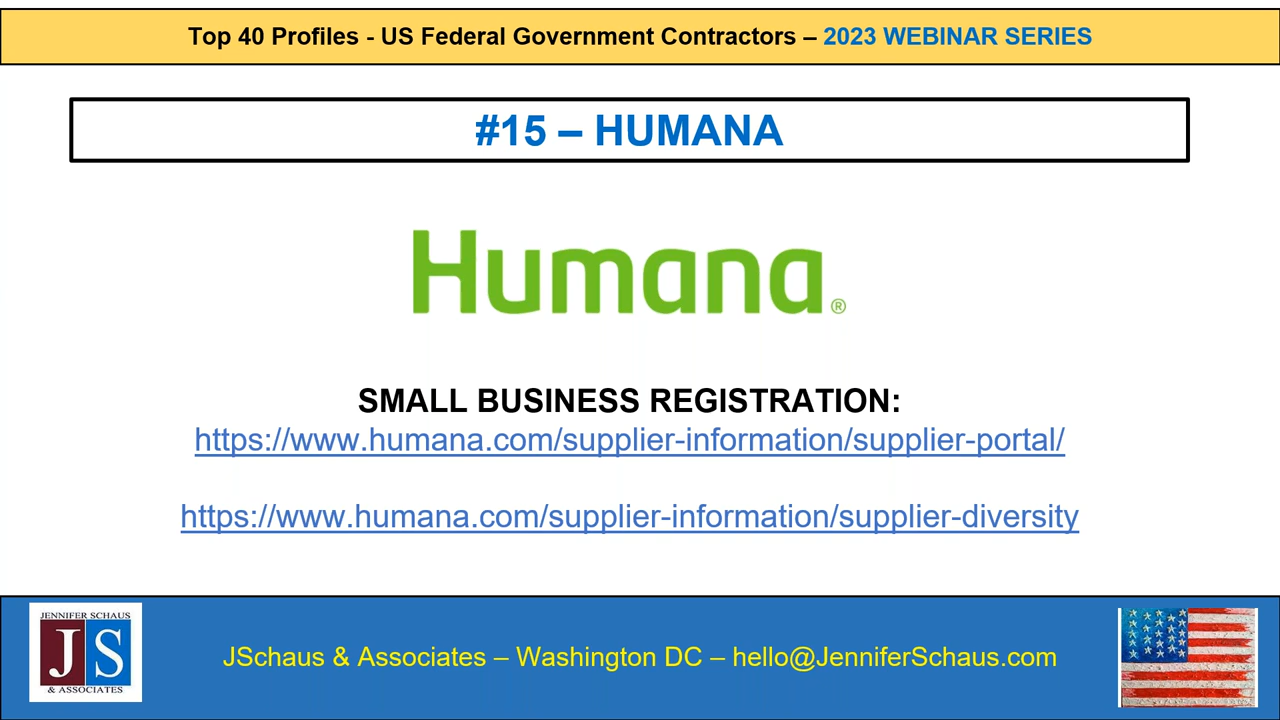 Top 40 Profiles - US Federal Government Contractors – 2023 WEBINAR SERIES
#15 – HUMANA
Humana®
SMALL BUSINESS REGISTRATION:
https://www.humana.com/supplier-information/supplier-portal/
https://www.humana.com/supplier-information/supplier-diversity
JENNIFER SCHAUS
JS
& ASSOCIATES
JSchaus & Associates – Washington DC – hello@JenniferSchaus.com